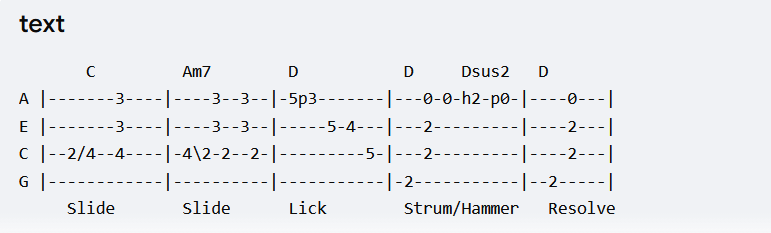 text
      C         Am7       D          D     Dsus2   D
A |-------3----|----3--3--|-5p3-------|---0-0-h2-p0-|----0---|
E |-------3----|----3--3--|-----5-4---|---2---------|----2---|
C |--2/4--4----|-4\2-2--2-|---------5-|---2---------|----2---|
G |------------|----------|-----------|-2-----------|--2-----|
    Slide      Slide     Lick       Strum/Hammer   Resolve